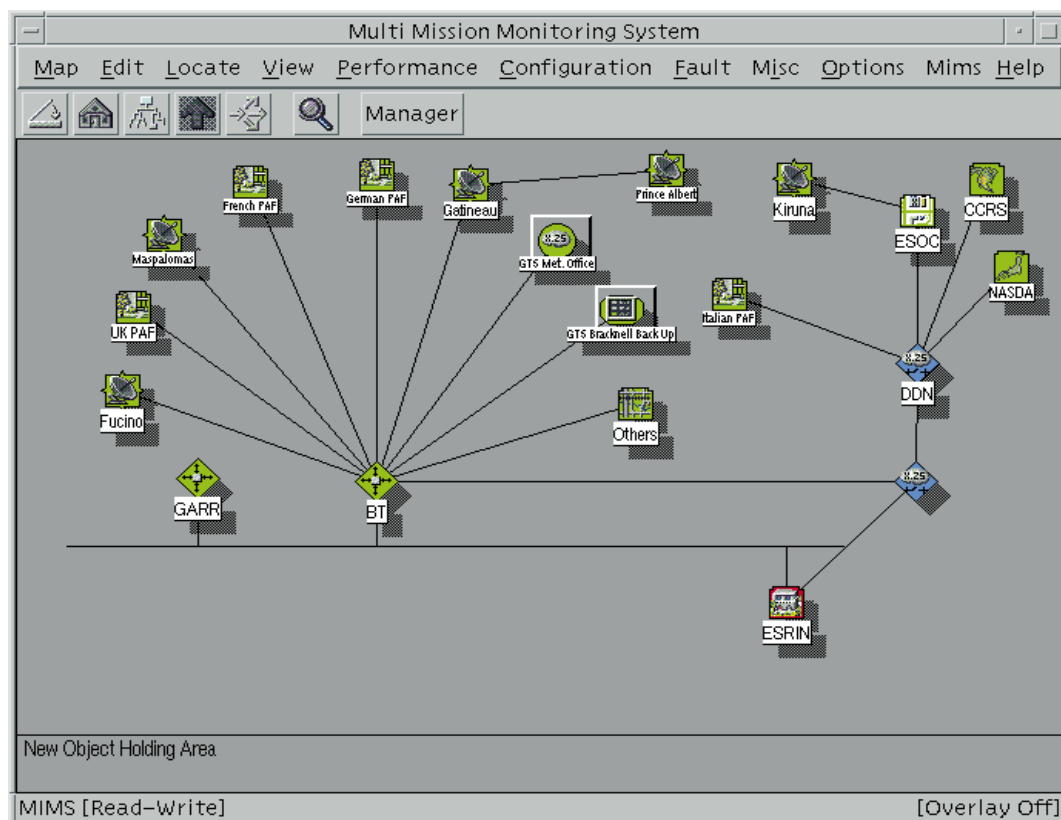 Multi Mission Monitoring System
Map Edit Locate View Performance Configuration Fault Misc Options Mims Help
Manager
French PAF
German PAF
Gatineau
Prince Albert
Kiruna
CCRS
ESOC
Maspalomas
X.25
GTS Met. Office
NASDA
UK PAF
GTS Bracknell Back Up
Italian PAF
X.25
DDN
Fucino
Others
GARR
BT
X.25
ESRIN
New Object Holding Area
MIMS [Read-Write] [Overlay Off]